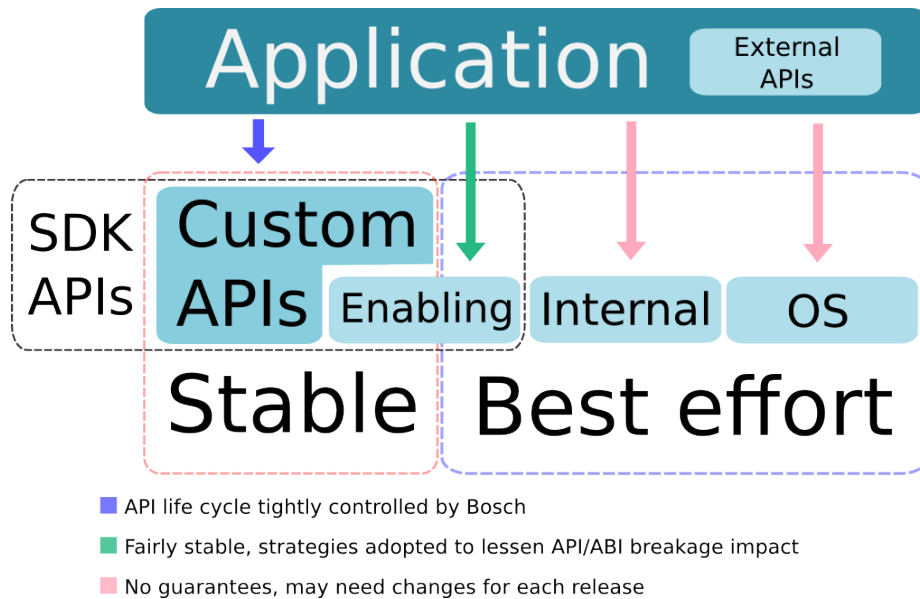 Application
External
APIs
SDK
APIs
Custom
APIs
Enabling
Internal
OS
Stable
Best effort
API life cycle tightly controlled by Bosch
Fairly stable, strategies adopted to lessen API/ABI breakage impact
No guarantees, may need changes for each release